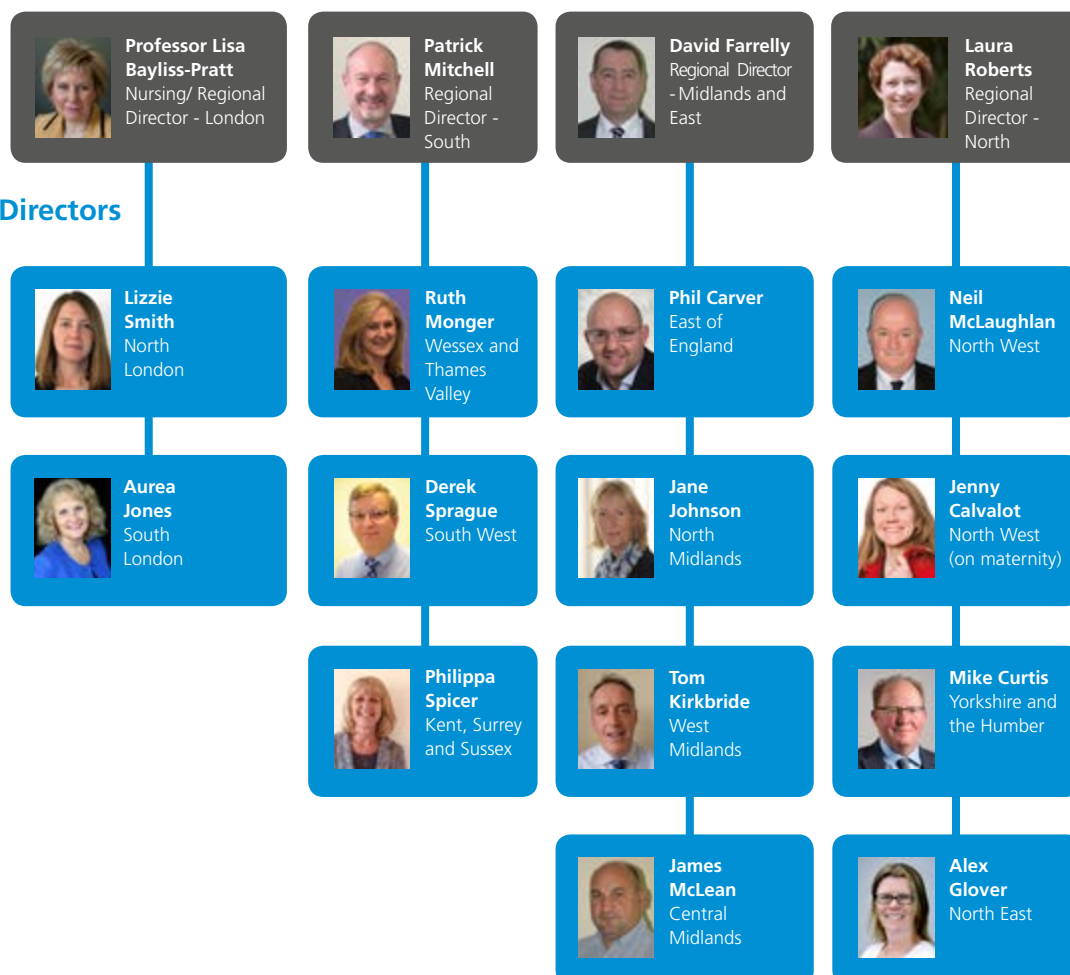 Professor Lisa
Bayliss-Pratt
Nursing/ Regional
Director - London
Patrick
Mitchell
Regional
Director -
South
David Farrelly
Regional Director
- Midlands and
East
Laura
Roberts
Regional
Director -
North
Directors
Lizzie
Smith
North
London
Ruth
Monger
Wessex and
Thames
Valley
Phil Carver
East of
England
Neil
McLaughlan
North West
Aurea
Jones
South
London
Derek
Sprague
South West
Jane
Johnson
North
Midlands
Jenny
Calvalot
North West
(on maternity)
Philippa
Spicer
Kent, Surrey
and Sussex
Tom
Kirkbride
West
Midlands
Mike Curtis
Yorkshire and
the Humber
James
McLean
Central
Midlands
Alex
Glover
North East